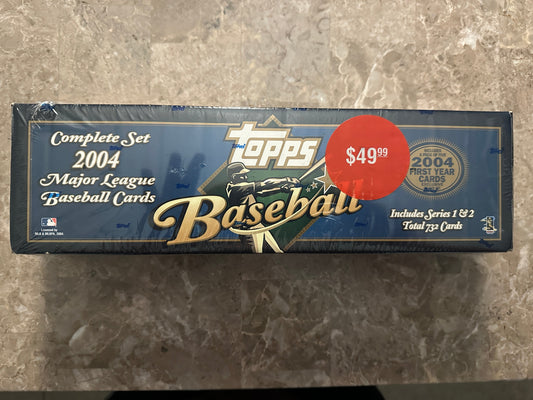 Complete Set
2004
Major League
Baseball Cards
Topps
Baseball
$49.99
2004
FIRST YEAR
CARDS
Includes Series 1 & 2
Total 732 Cards